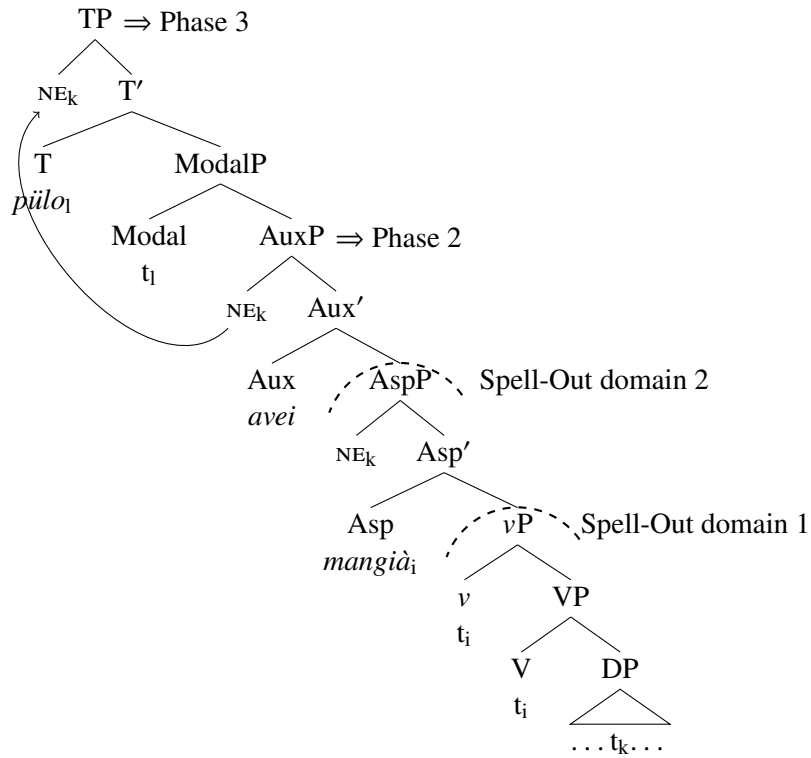 TP ⇒ Phase 3
NEₖ T′
T ModalP
püloₗ
Modal AuxP ⇒ Phase 2
tₗ
NEₖ Aux′
Aux AspP Spell-Out domain 2
avei
NEₖ Asp′
Asp vP Spell-Out domain 1
mangiàᵢ
v VP
tᵢ
V DP
tᵢ
… tₖ…